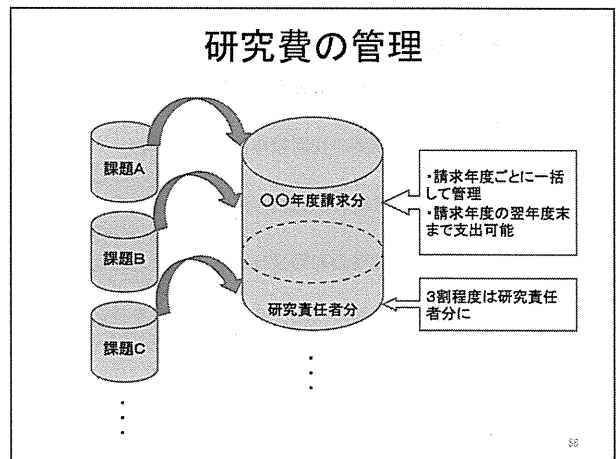 研究費の管理
課題A
課題B
課題C
〇〇年度請求分
研究責任者分
・請求年度ごとに一括
して管理
・請求年度の翌年度末
まで支出可能
3割程度は研究責任
者分に
56